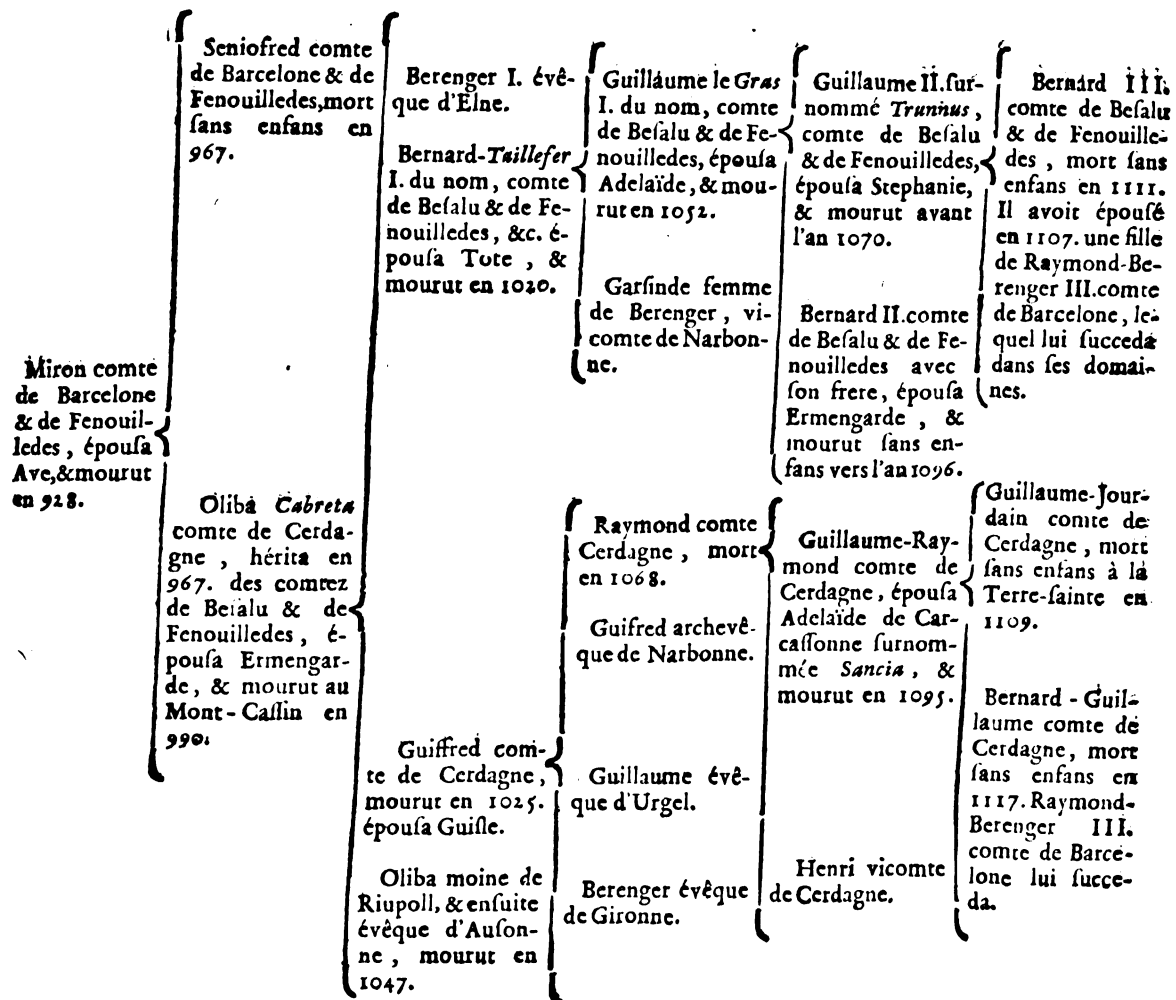 Miron comte
de Barcelone
& de Fenouil-
ledes, épouſa
Ave, & mourut
en 928.
Seniofred comte
de Barcelone & de
Fenouilledes, mort
ſans enfans en
967.
Oliba Cabreta
comte de Cerda-
gne, hérita en
967. des comtez
de Beſalu & de
Fenouilledes, é-
pouſa Ermengar-
de, & mourut au
Mont-Caſſin en
990.
Berenger I. évê-
que d'Elne.
Bernard-Taillefer
I. du nom, comte
de Beſalu & de Fe-
nouilledes, &c. é-
pouſa Tote, &
mourut en 1020.
Guiffred com-
te de Cerdagne,
mourut en 1025.
épouſa Guiſle.
Oliba moine de
Riupoll, & enſuite
évêque d'Auſon-
ne, mourut en
1047.
Guillaume le Gras
I. du nom, comte
de Beſalu & de Fe-
nouilledes, épouſa
Adelaïde, & mou-
rut en 1052.
Garſinde femme
de Berenger, vi-
comte de Narbon-
ne.
Raymond comte
Cerdagne, mort
en 1068.
Guifred archevê-
que de Narbonne.
Guillaume évê-
que d'Urgel.
Berenger évêque
de Gironne.
Guillaume II. ſur-
nommé Trunnus,
comte de Beſalu
& de Fenouilledes,
épouſa Stephanie,
& mourut avant
l'an 1070.
Bernard II. comte
de Beſalu & de Fe-
nouilledes avec
ſon frere, épouſa
Ermengarde, &
mourut ſans en-
fans vers l'an 1096.
Guillaume-Ray-
mond comte de
Cerdagne, épouſa
Adelaïde de Car-
caſſonne ſurnom-
mée Sancia, &
mourut en 1095.
Henri vicomte
de Cerdagne.
Bernard III.
comte de Beſalu
& de Fenouille-
des, mort ſans
enfans en 1111.
Il avoit épouſé
en 1107. une fille
de Raymond-Be-
renger III. comte
de Barcelone, le-
quel lui ſucceda
dans ſes domai-
nes.
Guillaume-Jour-
dain comte de
Cerdagne, mort
ſans enfans à la
Terre-ſainte en
1109.
Bernard-Guil-
laume comte de
Cerdagne, mort
ſans enfans en
1117. Raymond-
Berenger III.
comte de Barce-
lone lui ſucce-
da.